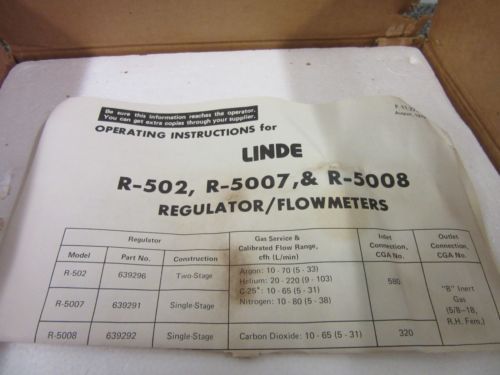 Be sure this information reaches the operator.
You can get extra copies through your supplier.
August, 
OPERATING INSTRUCTIONS for
LINDE
R-502, R-5007, & R-5008
REGULATOR/FLOWMETERS
Regulator
Gas Service &
Calibrated Flow Range,
cfh (L/min)
Inlet
Connection,
CGA No.
Outlet
Connection,
CGA No.
Model
Part No.
Construction
R-502
639296
Two-Stage
Argon: 10 - 70 (5 - 33)
Helium: 20 - 220 (9 - 103)
C-25*: 10 - 65 (5 - 31)
Nitrogen: 10 - 80 (5 - 38)
580
"B" Inert
Gas
(5/8–18,
R.H. Fem.)
R-5007
639291
Single-Stage
R-5008
639292
Single-Stage
Carbon Dioxide: 10 - 65 (5 - 31)
320